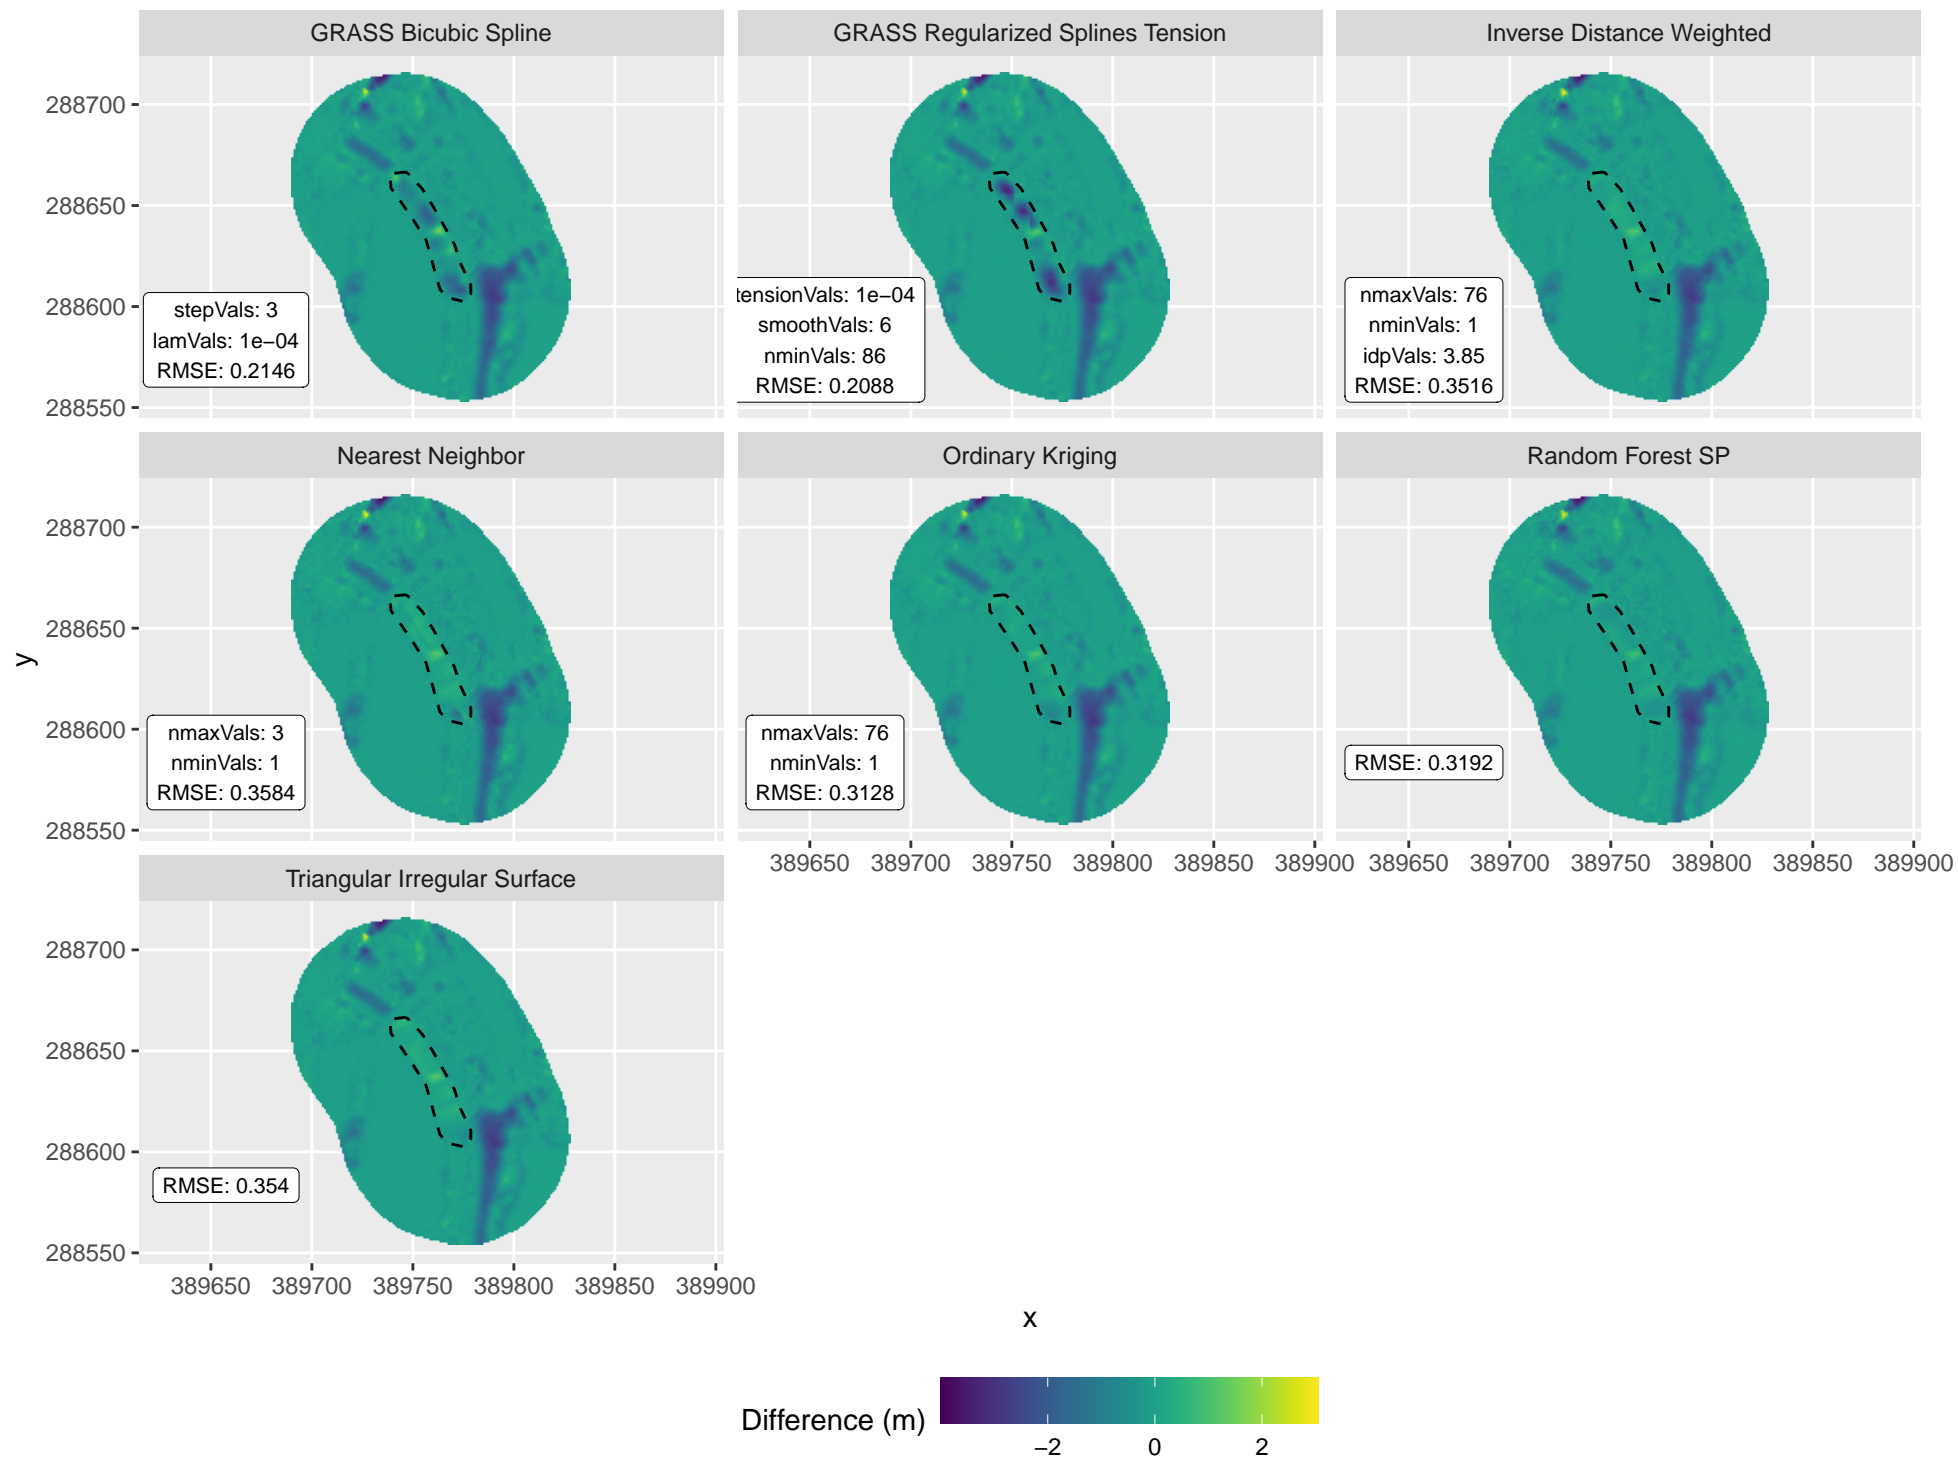 GRASS Bicubic Spline
GRASS Regularized Splines Tension
Inverse Distance Weighted
288700
288650
288600
288550
stepVals: 3
lamVals: 1e−04
RMSE: 0.2146
tensionVals: 1e−04
smoothVals: 6
nminVals: 86
RMSE: 0.2088
nmaxVals: 76
nminVals: 1
idpVals: 3.85
RMSE: 0.3516
Nearest Neighbor
Ordinary Kriging
Random Forest SP
288700
288650
288600
288550
nmaxVals: 3
nminVals: 1
RMSE: 0.3584
nmaxVals: 76
nminVals: 1
RMSE: 0.3128
RMSE: 0.3192
389650 389700 389750 389800 389850 389900
389650 389700 389750 389800 389850 389900
Triangular Irregular Surface
288700
288650
288600
288550
RMSE: 0.354
389650 389700 389750 389800 389850 389900
y
x
Difference (m)
−2 0 2